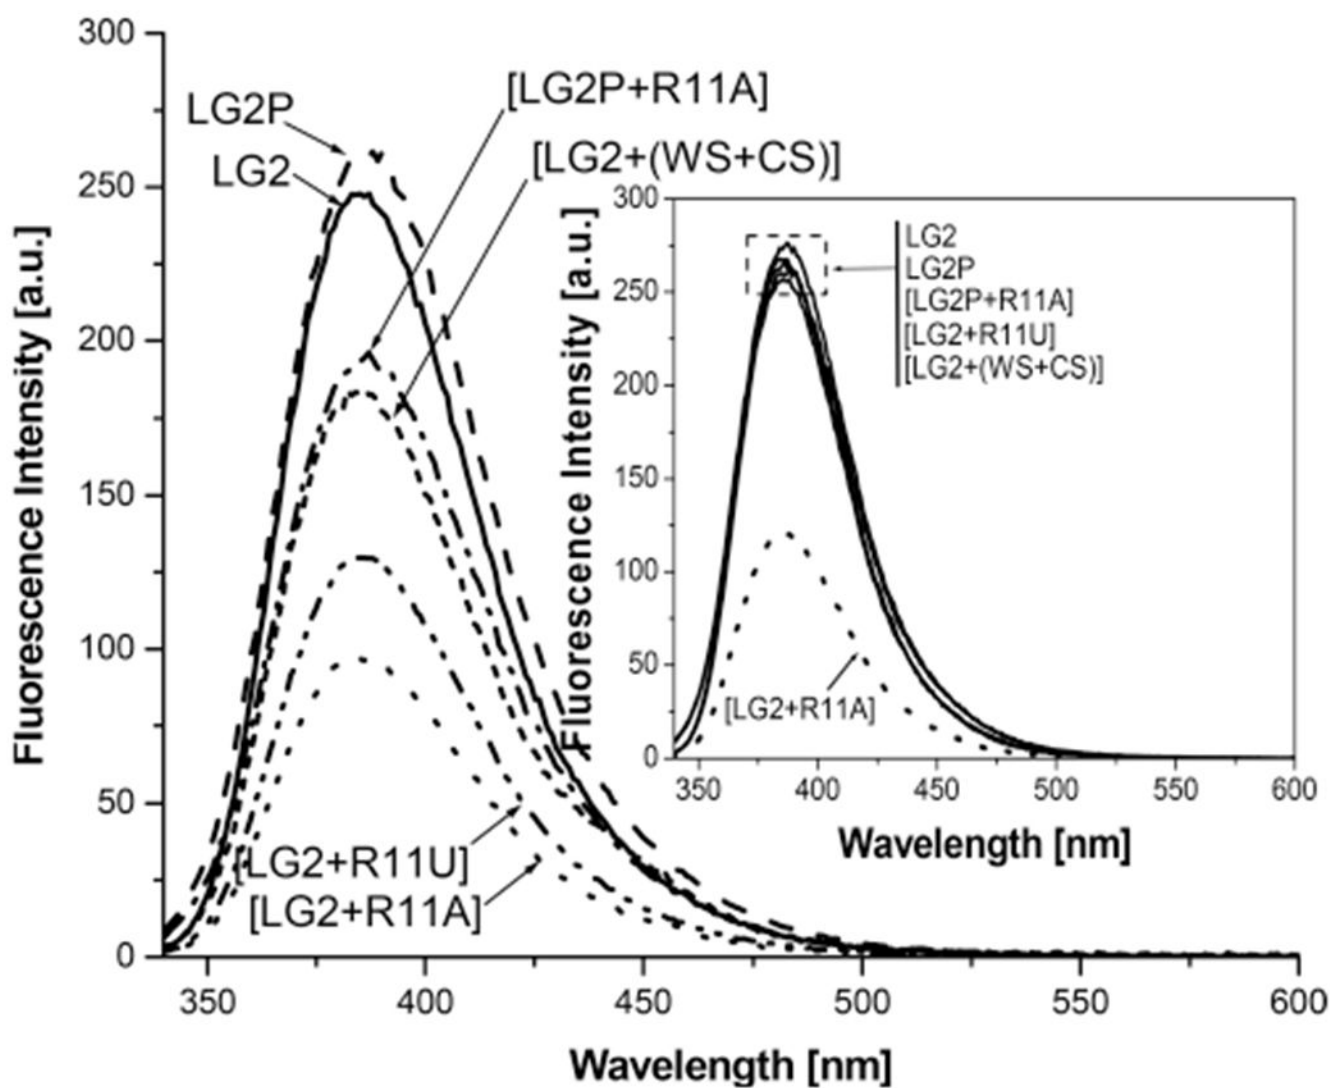 300
250
200
150
100
50
0
Fluorescence Intensity [a.u.]
LG2P
LG2
[LG2P+R11A]
[LG2+(WS+CS)]
[LG2+R11U]
[LG2+R11A]
350
400
450
500
550
600
Wavelength [nm]
300
250
200
150
100
50
0
Fluorescence Intensity [a.u.]
LG2
LG2P
[LG2P+R11A]
[LG2+R11U]
[LG2+(WS+CS)]
[LG2+R11A]
350
400
450
500
550
600
Wavelength [nm]